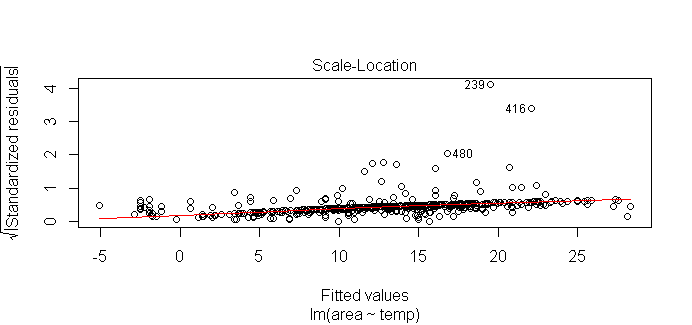 Scale-Location
√|Standardized residuals|
4
3
2
1
0
239
416
480
-5 0 5 10 15 20 25
Fitted values
lm(area ~ temp)